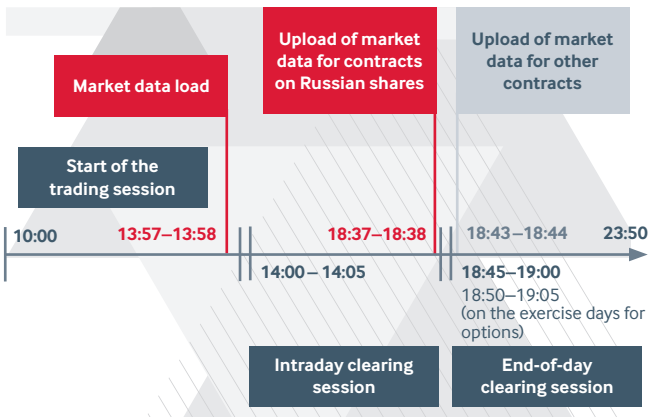 Upload of market
data for contracts
on Russian shares
Upload of market
data for other
contracts
Market data load
Start of the
trading session
10:00
13:57–13:58
18:37–18:38
18:43–18:44
23:50
14:00–14:05
18:45–19:00
18:50–19:05
(on the exercise days for
options)
Intraday clearing
session
End-of-day
clearing session